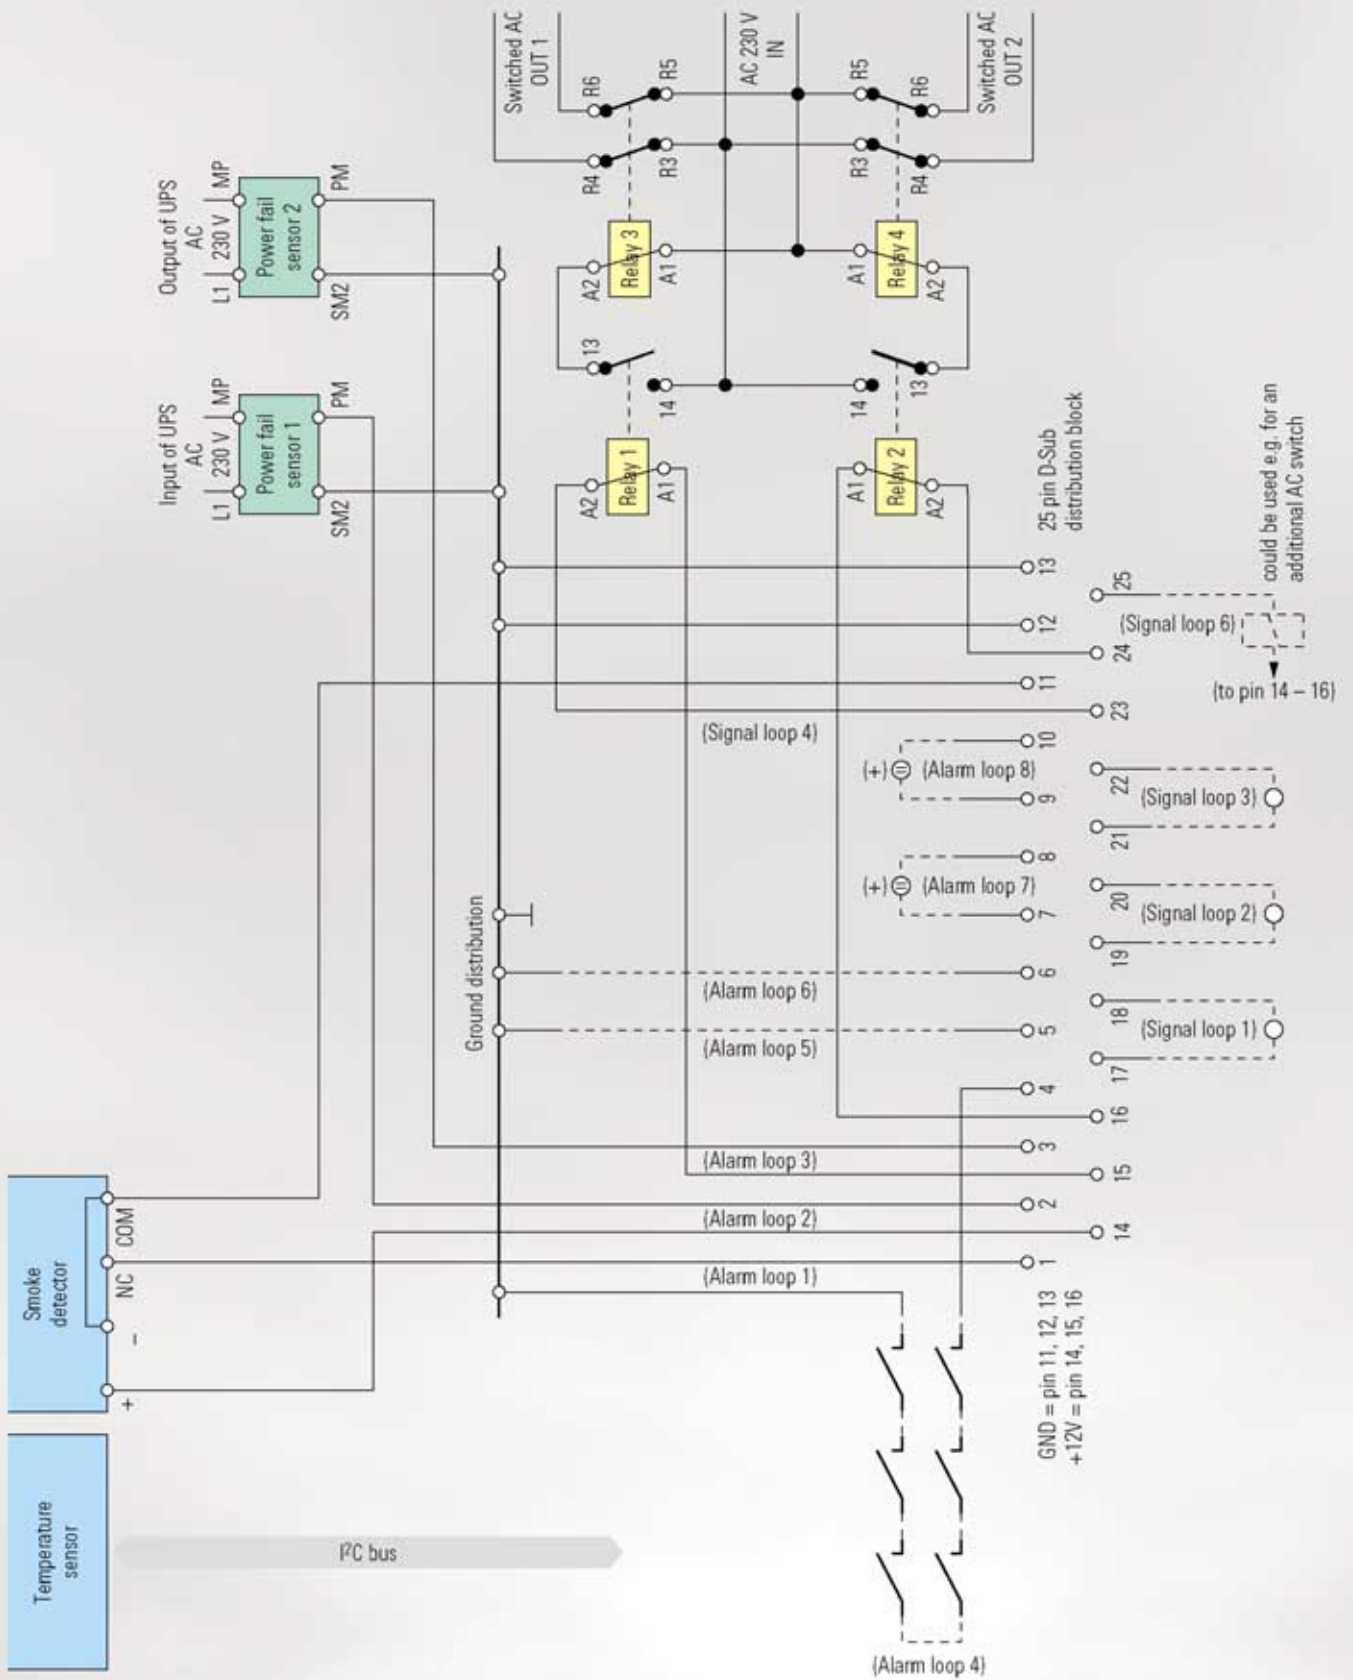 Temperature
sensor
I²C bus
Smoke
detector
+
–
NC
COM
Input of UPS
AC
230 V
L1
MP
Power fail
sensor 1
SM2
PM
Output of UPS
AC
230 V
L1
MP
Power fail
sensor 2
SM2
PM
Ground distribution
Switched AC
OUT 1
R4
R6
R3
R5
AC 230 V
IN
R3
R5
R4
R6
Switched AC
OUT 2
A2
Relay 3
A1
A1
Relay 4
A2
13
14
14
13
A2
Relay 1
A1
A1
Relay 2
A2
(Alarm loop 1)
(Alarm loop 2)
(Alarm loop 3)
(Alarm loop 4)
(Alarm loop 5)
(Alarm loop 6)
(+)
(Alarm loop 7)
(+)
(Alarm loop 8)
(Signal loop 4)
GND = pin 11, 12, 13
+12V = pin 14, 15, 16
1
2
3
4
5
6
7
8
9
10
11
12
13
25 pin D-Sub
distribution block
14
15
16
17
18
19
20
21
22
23
24
25
(Signal loop 1)
(Signal loop 2)
(Signal loop 3)
(Signal loop 6)
(to pin 14 – 16)
could be used e.g. for an
additional AC switch